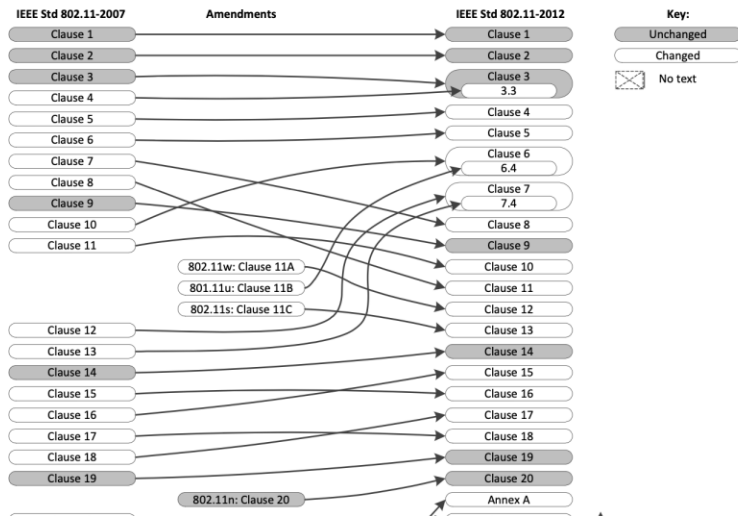 IEEE Std 802.11-2007 Amendments IEEE Std 802.11-2012 Key:
Clause 1 Clause 1 Unchanged
Clause 2 Clause 2 Changed
Clause 3 Clause 3 No text
Clause 4 3.3
Clause 5 Clause 4
Clause 6 Clause 5
Clause 7 Clause 6
Clause 8 6.4
Clause 9 Clause 7
7.4
Clause 10 Clause 8
Clause 11 Clause 9
802.11w: Clause 11A Clause 10
801.11u: Clause 11B Clause 11
802.11s: Clause 11C Clause 12
Clause 12 Clause 13
Clause 13 Clause 14
Clause 14 Clause 15
Clause 15 Clause 16
Clause 16 Clause 17
Clause 17 Clause 18
Clause 18 Clause 19
Clause 19 Clause 20
802.11n: Clause 20 Annex A